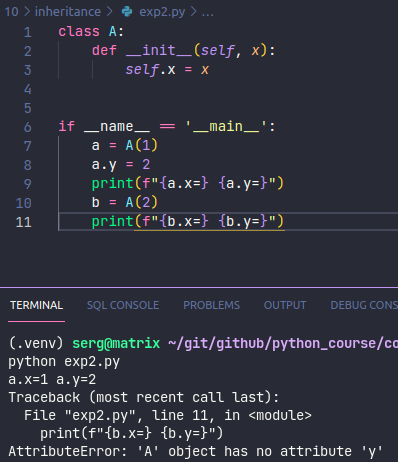 10 > inheritance > exp2.py > ...
1 class A:
2     def __init__(self, x):
3         self.x = x
4
5
6 if __name__ == '__main__':
7     a = A(1)
8     a.y = 2
9     print(f"{a.x=} {a.y=}")
10     b = A(2)
11     print(f"{b.x=} {b.y=}")
TERMINAL SQL CONSOLE PROBLEMS OUTPUT DEBUG CONS
(.venv) serg@matrix ~/git/github/python_course/co
python exp2.py
a.x=1 a.y=2
Traceback (most recent call last):
  File "exp2.py", line 11, in <module>
    print(f"{b.x=} {b.y=}")
AttributeError: 'A' object has no attribute 'y'